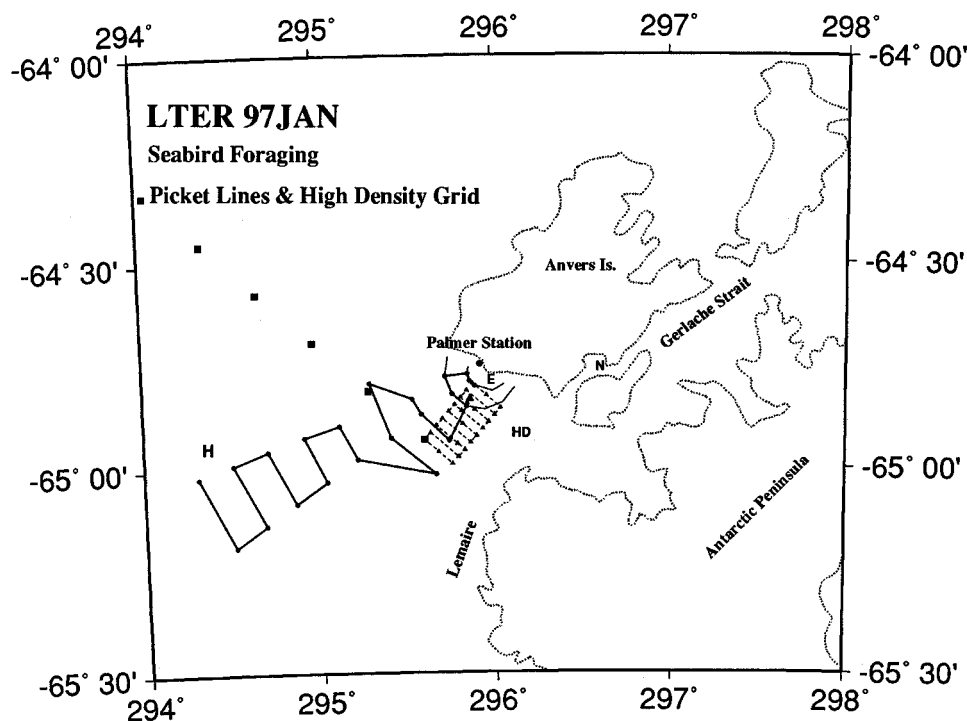 294° 295° 296° 297° 298°
-64° 00' -64° 00'
LTER 97JAN
Seabird Foraging
Picket Lines & High Density Grid
Anvers Is.
-64° 30' -64° 30'
Gerlache Strait
Palmer Station
N
E
HD
H
-65° 00' -65° 00'
Antarctic Peninsula
Lemaire
-65° 30' -65° 30'
294° 295° 296° 297° 298°